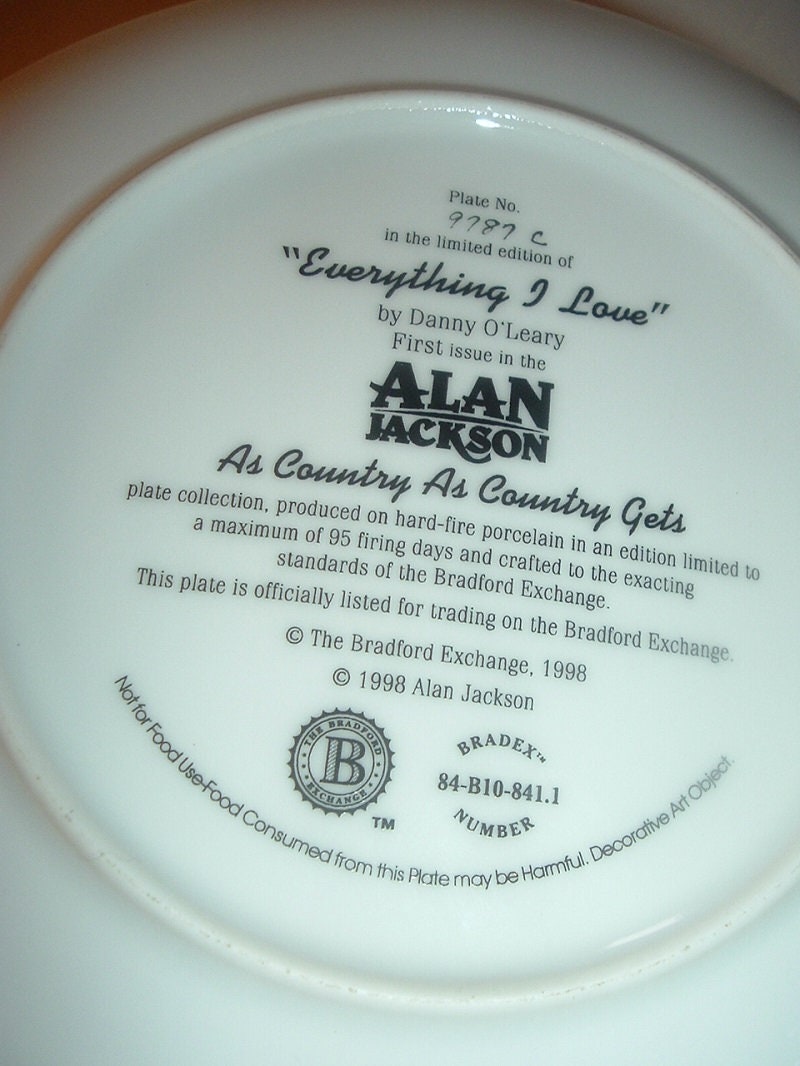 Plate No.
9787 C
in the limited edition of
"Everything I Love"
by Danny O'Leary
First issue in the
ALAN
JACKSON
As Country As Country Gets
plate collection, produced on hard-fire porcelain in an edition limited to
a maximum of 95 firing days and crafted to the exacting
standards of the Bradford Exchange.
This plate is officially listed for trading on the Bradford Exchange.
© The Bradford Exchange, 1998
© 1998 Alan Jackson
THE BRADFORD
B
EXCHANGE
TM
BRADEX™
84-B10-841.1
NUMBER
Not for Food Use-Food Consumed from this Plate may be Harmful. Decorative Art Object.